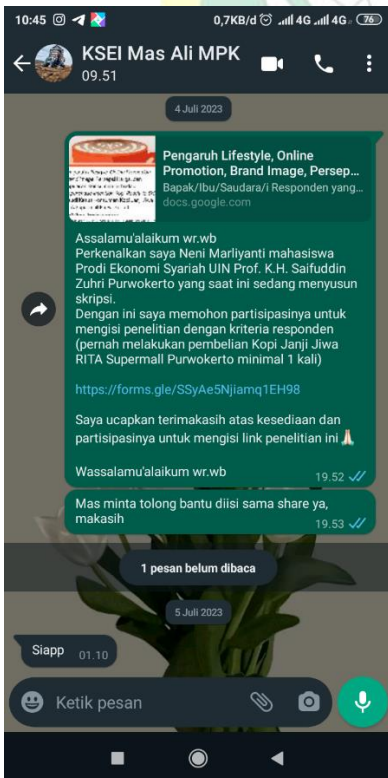 10:45 0,7KB/d 4G 4G 76
KSEI Mas Ali MPK
09.51
4 Juli 2023
Pengaruh Lifestyle, Online
Promotion, Brand Image, Persep...
Bapak/Ibu/Saudara/i Responden yang...
docs.google.com
Assalamu'alaikum wr.wb
Perkenalkan saya Neni Marliyanti mahasiswa
Prodi Ekonomi Syariah UIN Prof. K.H. Saifuddin
Zuhri Purwokerto yang saat ini sedang menyusun
skripsi.
Dengan ini saya memohon partisipasinya untuk
mengisi penelitian dengan kriteria responden
(pernah melakukan pembelian Kopi Janji Jiwa
RITA Supermall Purwokerto minimal 1 kali)
https://forms.gle/SSyAe5Njiamq1EH98
Saya ucapkan terimakasih atas kesediaan dan
partisipasinya untuk mengisi link penelitian ini 🙏🏻
Wassalamu'alaikum wr.wb
19.52
Mas minta tolong bantu diisi sama share ya,
makasih
19.53
1 pesan belum dibaca
5 Juli 2023
Siapp 01.10
Ketik pesan